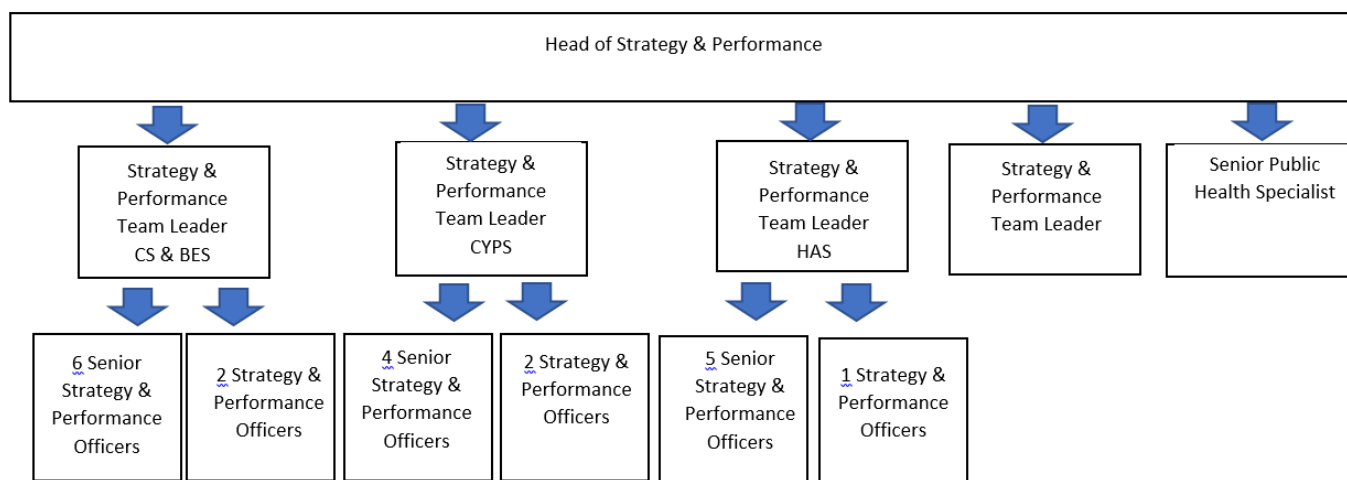 Head of Strategy & Performance
Strategy &
Performance
Team Leader
CS & BES
Strategy &
Performance
Team Leader
CYPS
Strategy &
Performance
Team Leader
HAS
Strategy &
Performance
Team Leader
Senior Public
Health Specialist
6 Senior
Strategy &
Performance
Officers
2 Strategy &
Performance
Officers
4 Senior
Strategy &
Performance
Officers
2 Strategy &
Performance
Officers
5 Senior
Strategy &
Performance
Officers
1 Strategy &
Performance
Officers